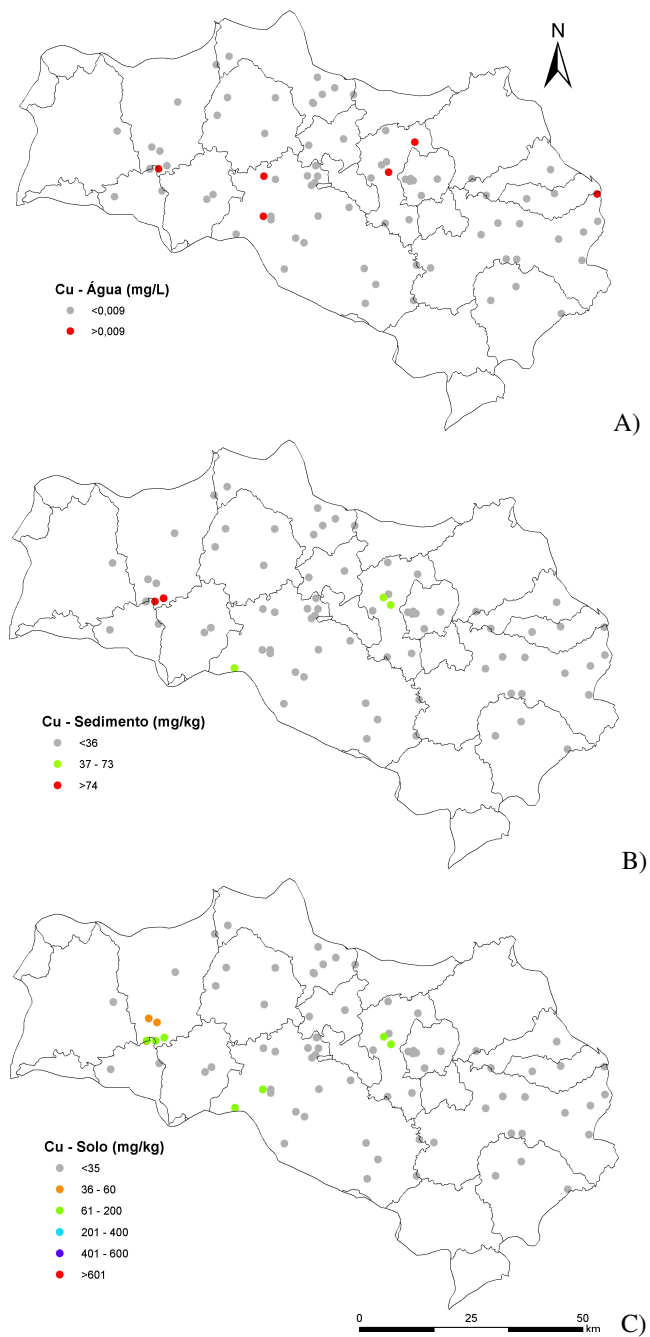 N
Cu - Água (mg/L)
<0,009
>0,009
A)
Cu - Sedimento (mg/kg)
<36
37 - 73
>74
B)
Cu - Solo (mg/kg)
<35
36 - 60
61 - 200
201 - 400
401 - 600
>601
0 25 50
km
C)